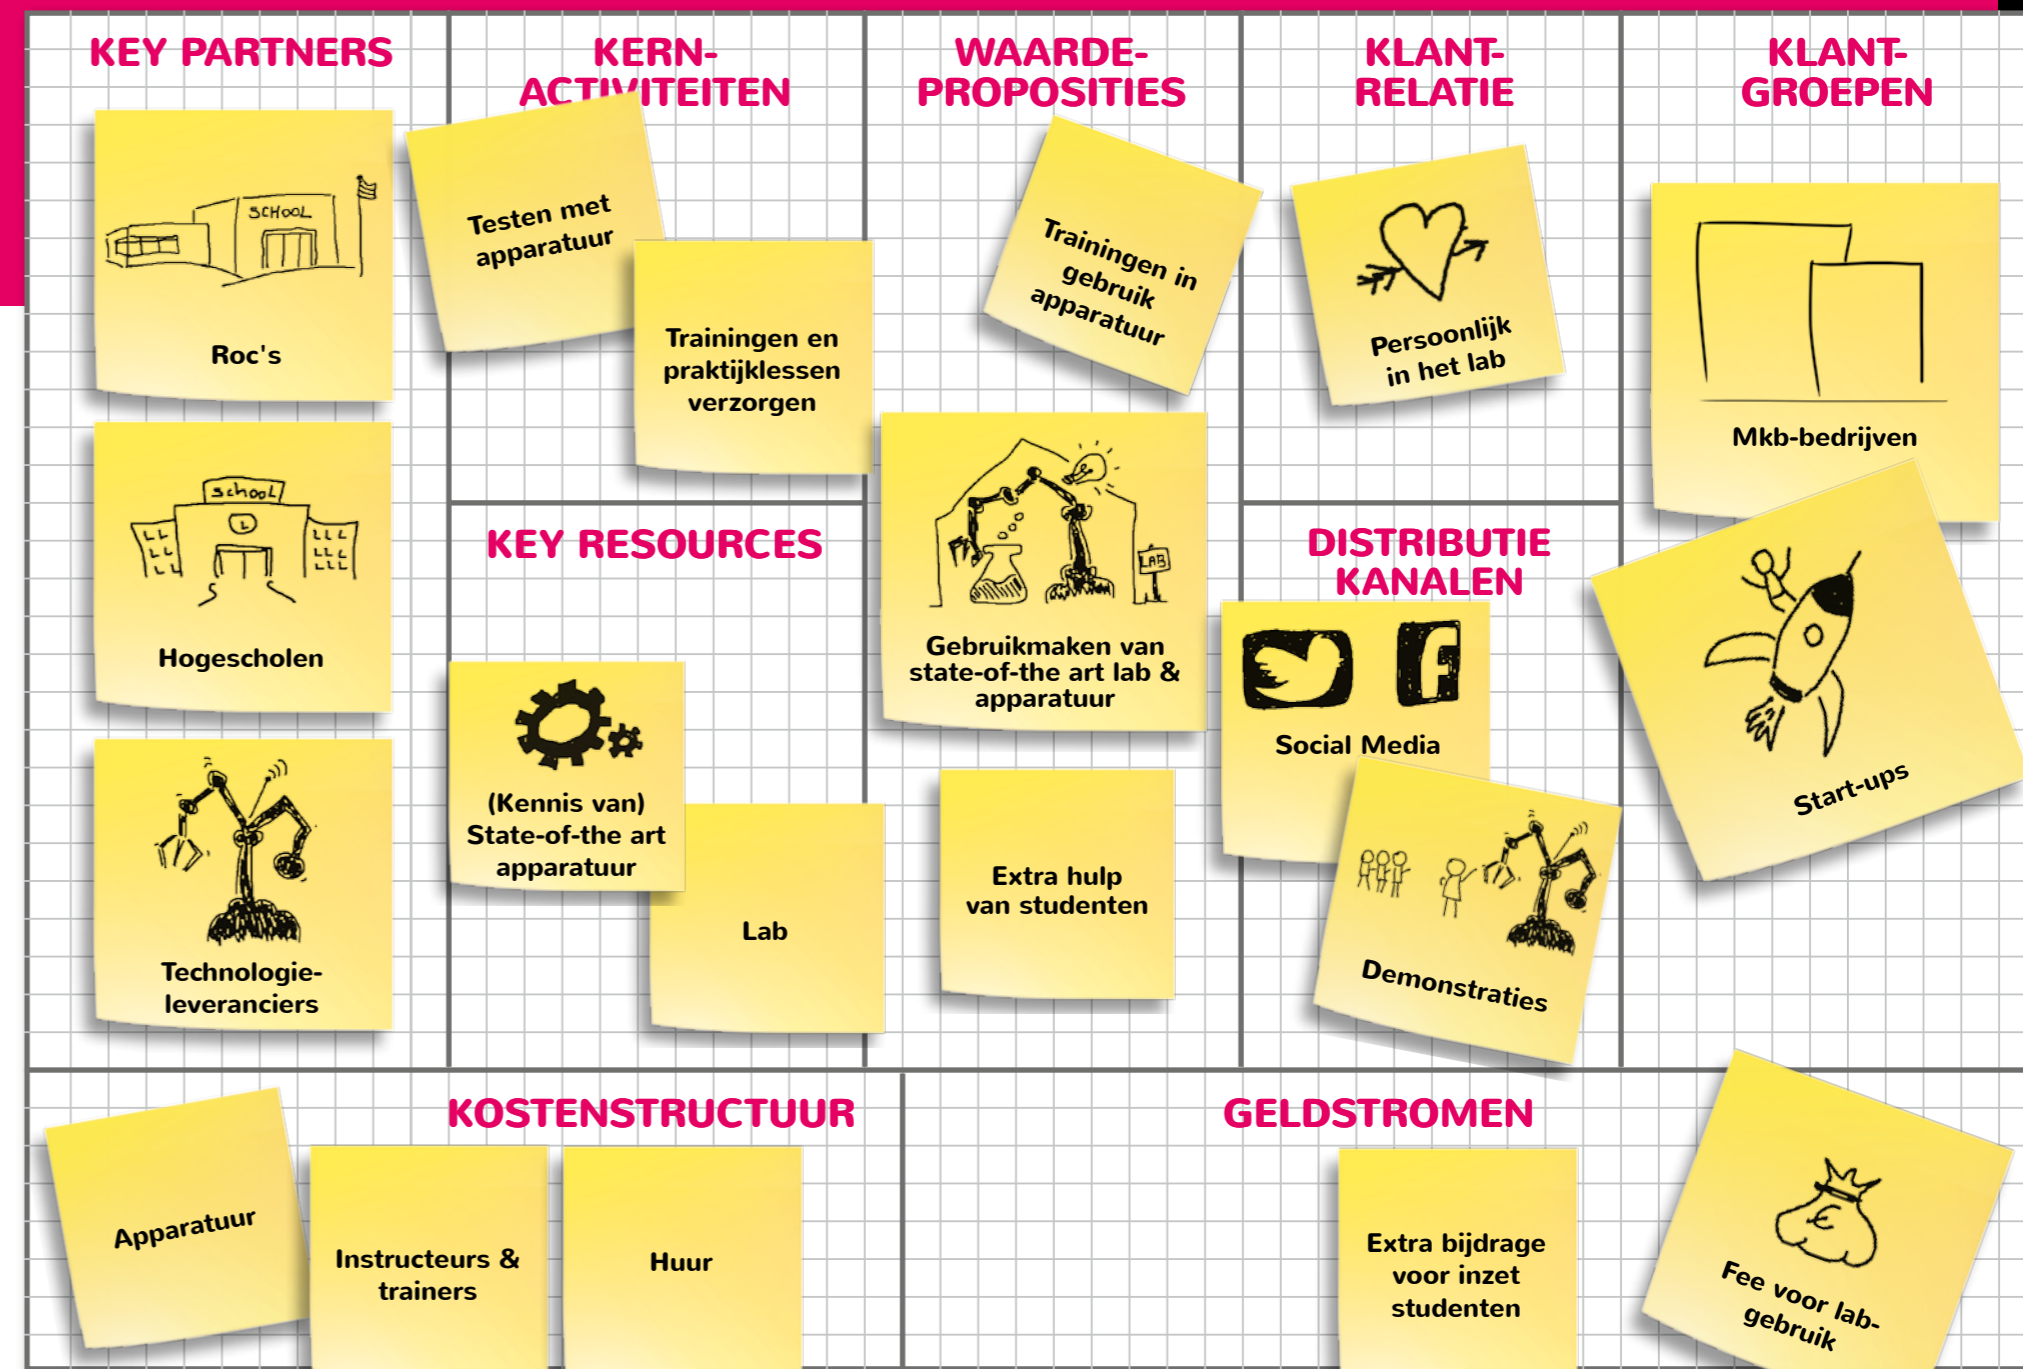 KEY PARTNERS
SCHOOL
Roc's
School
Hogescholen
Technologie-
leveranciers
KERN-
ACTIVITEITEN
Testen met
apparatuur
Trainingen en
praktijklessen
verzorgen
KEY RESOURCES
(Kennis van)
State-of-the art
apparatuur
Lab
WAARDE-
PROPOSITIES
Trainingen in
gebruik
apparatuur
LAB
Gebruikmaken van
state-of-the art lab &
apparatuur
Extra hulp
van studenten
KLANT-
RELATIE
Persoonlijk
in het lab
DISTRIBUTIE
KANALEN
f
Social Media
Demonstraties
KLANT-
GROEPEN
Mkb-bedrijven
Start-ups
KOSTENSTRUCTUUR
Apparatuur
Instructeurs &
trainers
Huur
GELDSTROMEN
Extra bijdrage
voor inzet
studenten
€
Fee voor lab-
gebruik